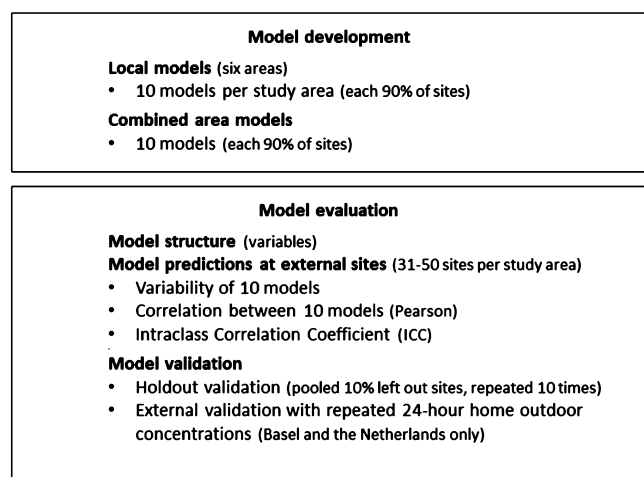 Model development
Local models (six areas)
• 10 models per study area (each 90% of sites)
Combined area models
• 10 models (each 90% of sites)
Model evaluation
Model structure (variables)
Model predictions at external sites (31-50 sites per study area)
• Variability of 10 models
• Correlation between 10 models (Pearson)
• Intraclass Correlation Coefficient (ICC)
Model validation
• Holdout validation (pooled 10% left out sites, repeated 10 times)
• External validation with repeated 24-hour home outdoor
concentrations (Basel and the Netherlands only)